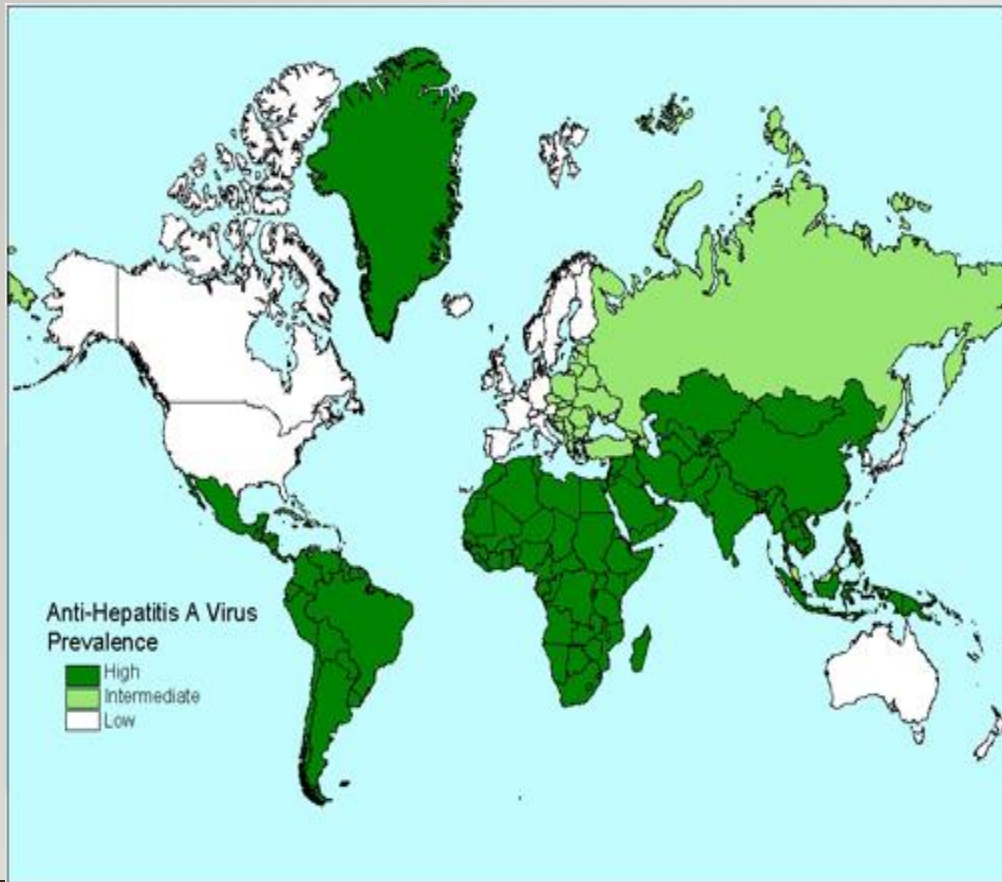 Anti-Hepatitis A Virus
Prevalence
High
Intermediate
Low